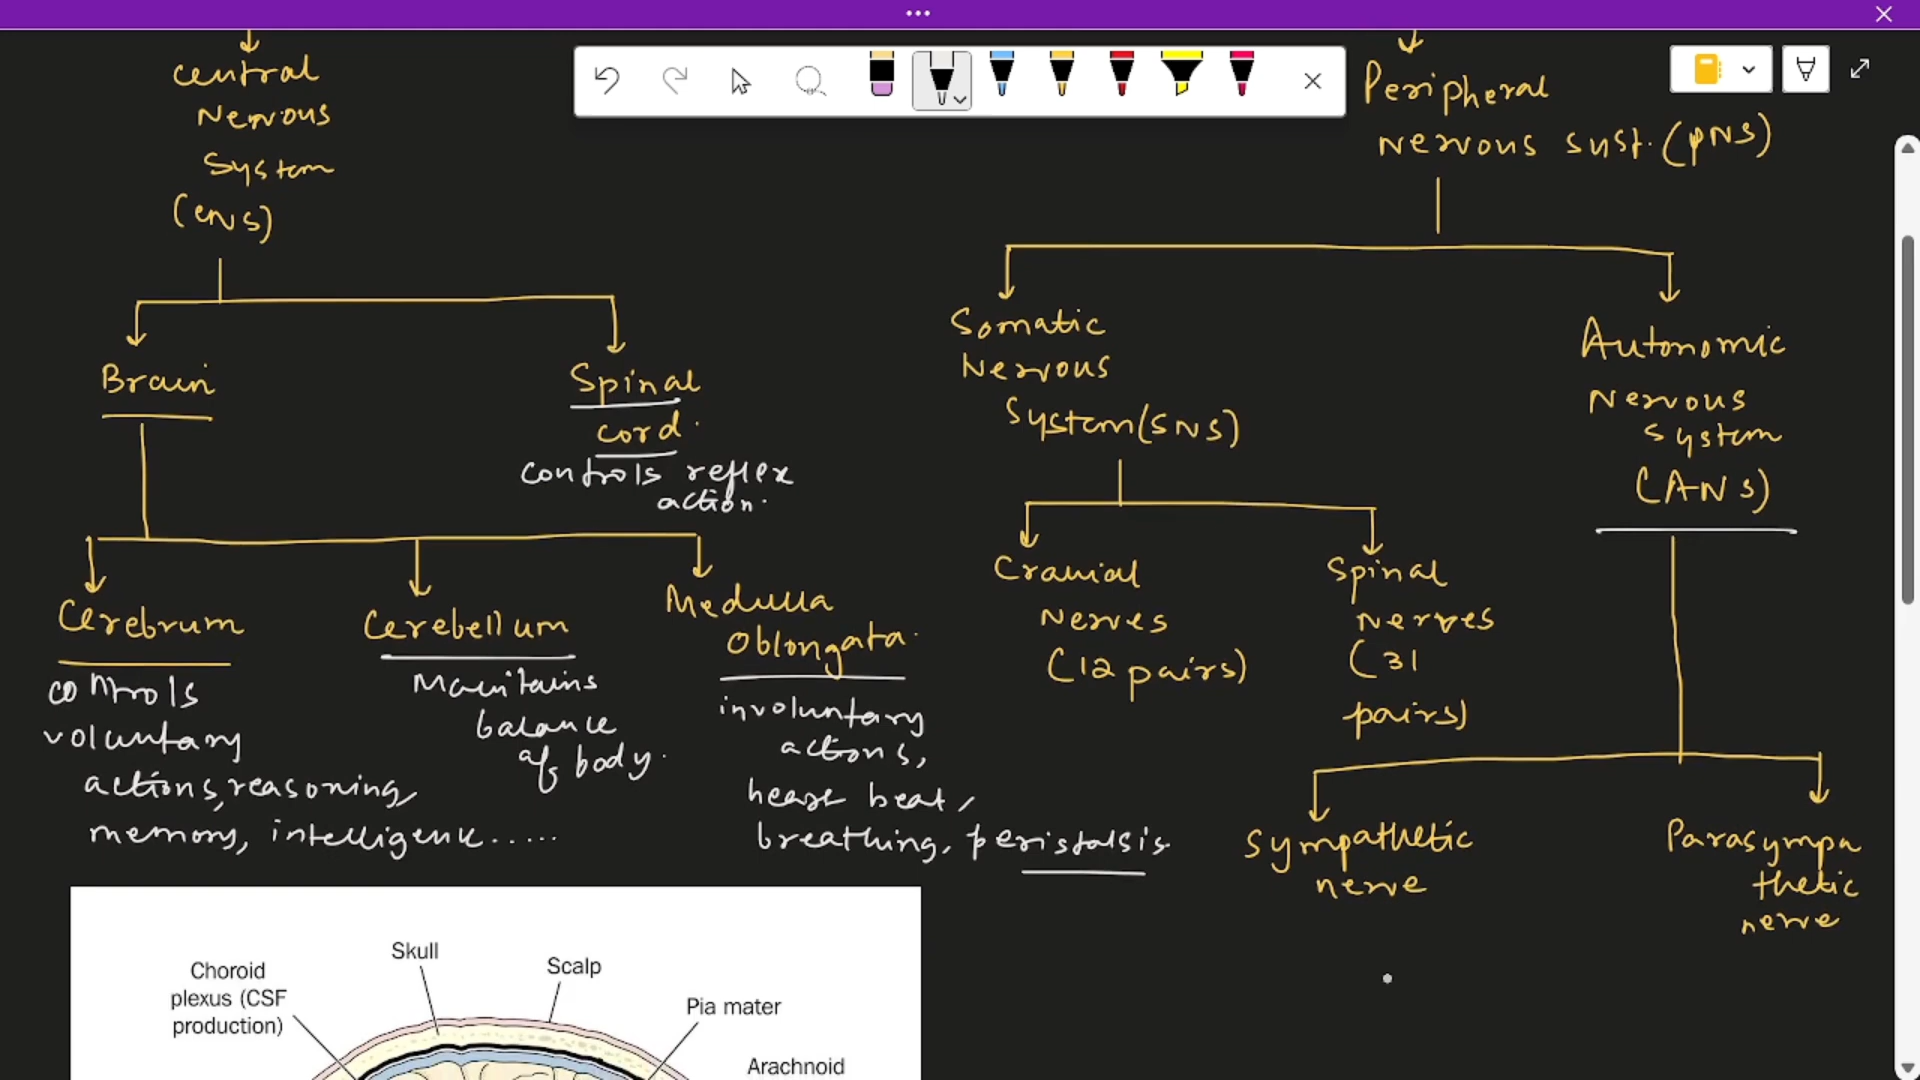 Central
Nervous
System
(CNS)
Peripheral
Nervous syst. (PNS)
Brain
Spinal
cord.
controls reflex
action.
Somatic
Nervous
System(SNS)
Autonomic
Nervous
system
(ANS)
Cerebrum
controls
voluntary
actions, reasoning,
memory, intelligence.....
Cerebellum
Maintains
balance
of body.
Medulla
Oblongata.
involuntary
actions,
heart beat,
breathing, peristalsis.
Cranial
Nerves
(12 pairs)
Spinal
Nerves
(31
pairs)
Sympathetic
nerve
Parasympa
thetic
nerve
Skull
Scalp
Choroid
plexus (CSF
production)
Pia mater
Arachnoid